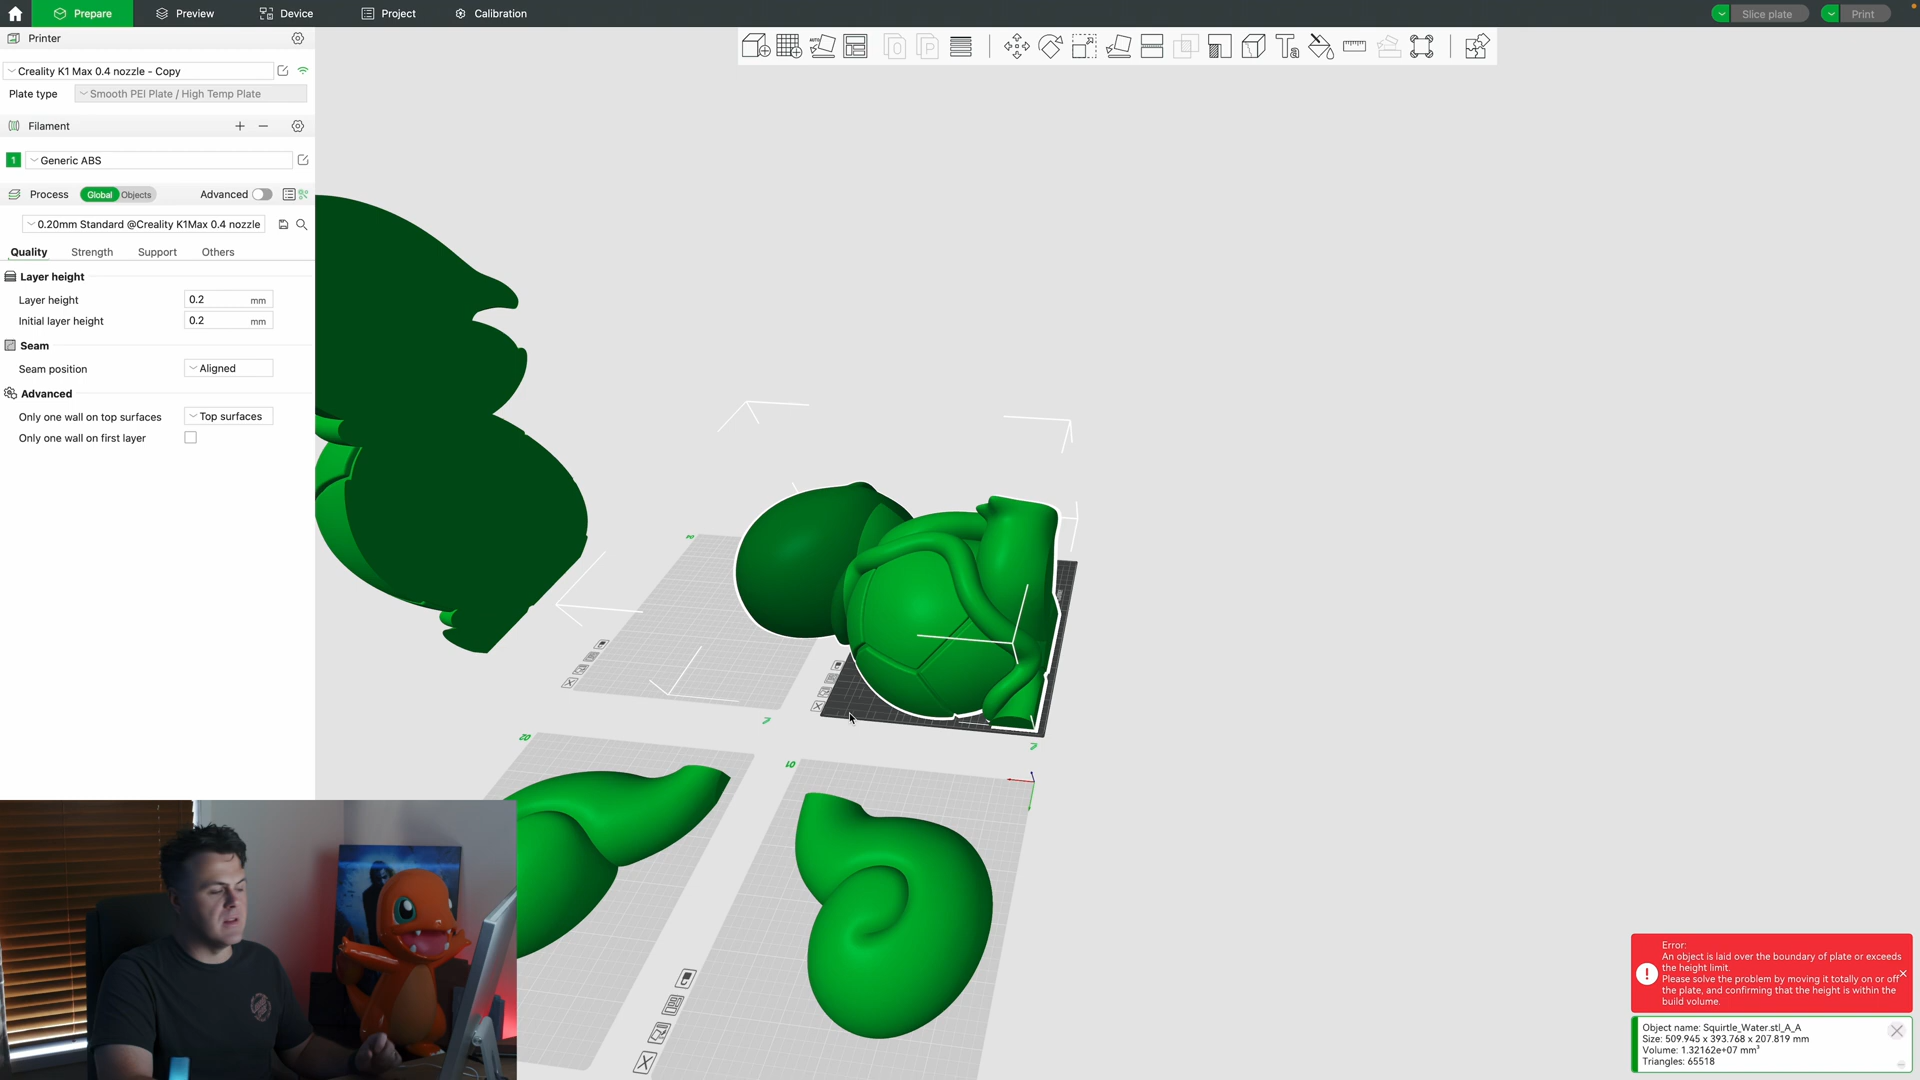 Prepare
Preview
Device
Project
Calibration
Slice plate
Print
Printer
Creality K1 Max 0.4 nozzle - Copy
Plate type
Smooth PEI Plate / High Temp Plate
Filament
1
Generic ABS
Process
Global
Objects
Advanced
0.20mm Standard @Creality K1Max 0.4 nozzle
Quality
Strength
Support
Others
Layer height
Layer height
0.2
mm
Initial layer height
0.2
mm
Seam
Seam position
Aligned
Advanced
Only one wall on top surfaces
Top surfaces
Only one wall on first layer
02
01
Error:
An object is laid over the boundary of plate or exceeds
the height limit.
Please solve the problem by moving it totally on or off
the plate, and confirming that the height is within the
build volume.
Object name: Squirtle_Water.stl_A_A
Size: 509.945 x 393.768 x 207.819 mm
Volume: 1.32162e+07 mm³
Triangles: 65518